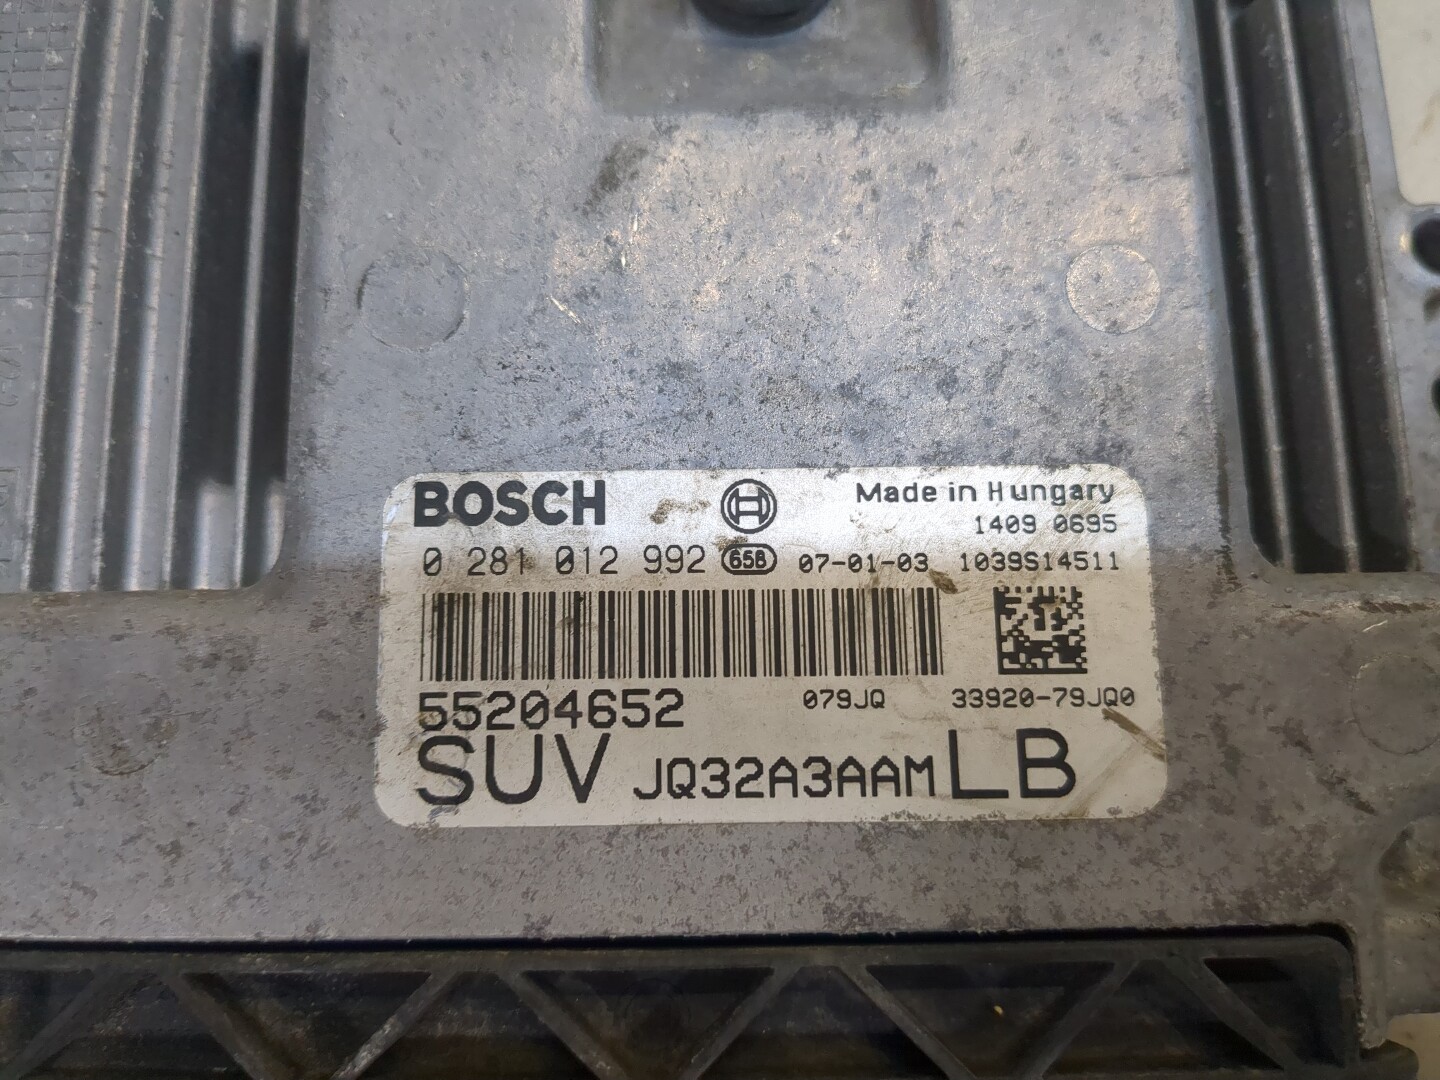 BOSCH Made in Hungary
1409 0695
0 281 012 992 658 07-01-03 1039S14511
55204652 079JQ 33920-79JQ0
SUV JQ32A3AAM LB